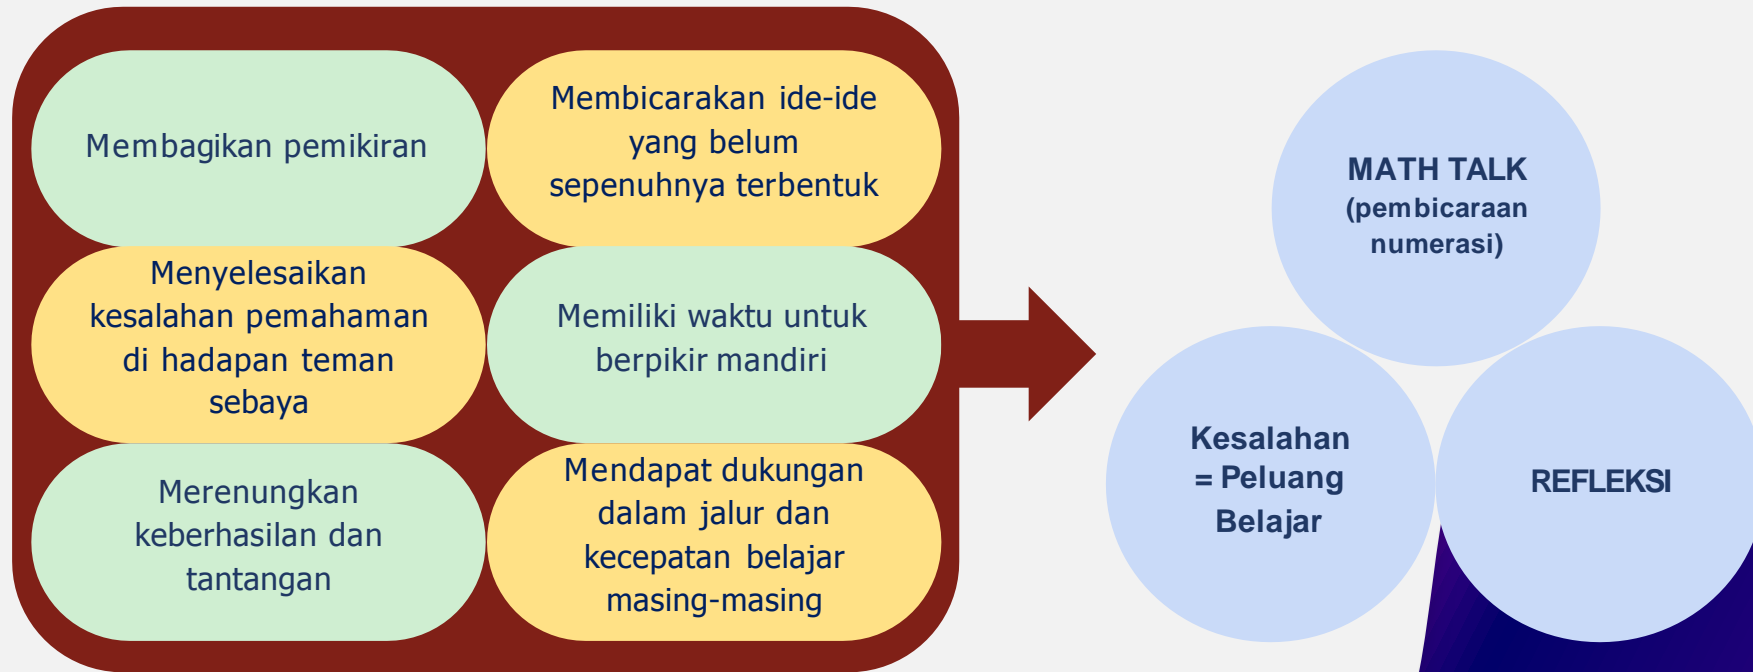 Membagikan pemikiran
Membicarakan ide-ide
yang belum
sepenuhnya terbentuk
Menyelesaikan
kesalahan pemahaman
di hadapan teman
sebaya
Memiliki waktu untuk
berpikir mandiri
Merenungkan
keberhasilan dan
tantangan
Mendapat dukungan
dalam jalur dan
kecepatan belajar
masing-masing
MATH TALK
(pembicaraan
numerasi)
Kesalahan
= Peluang
Belajar
REFLEKSI